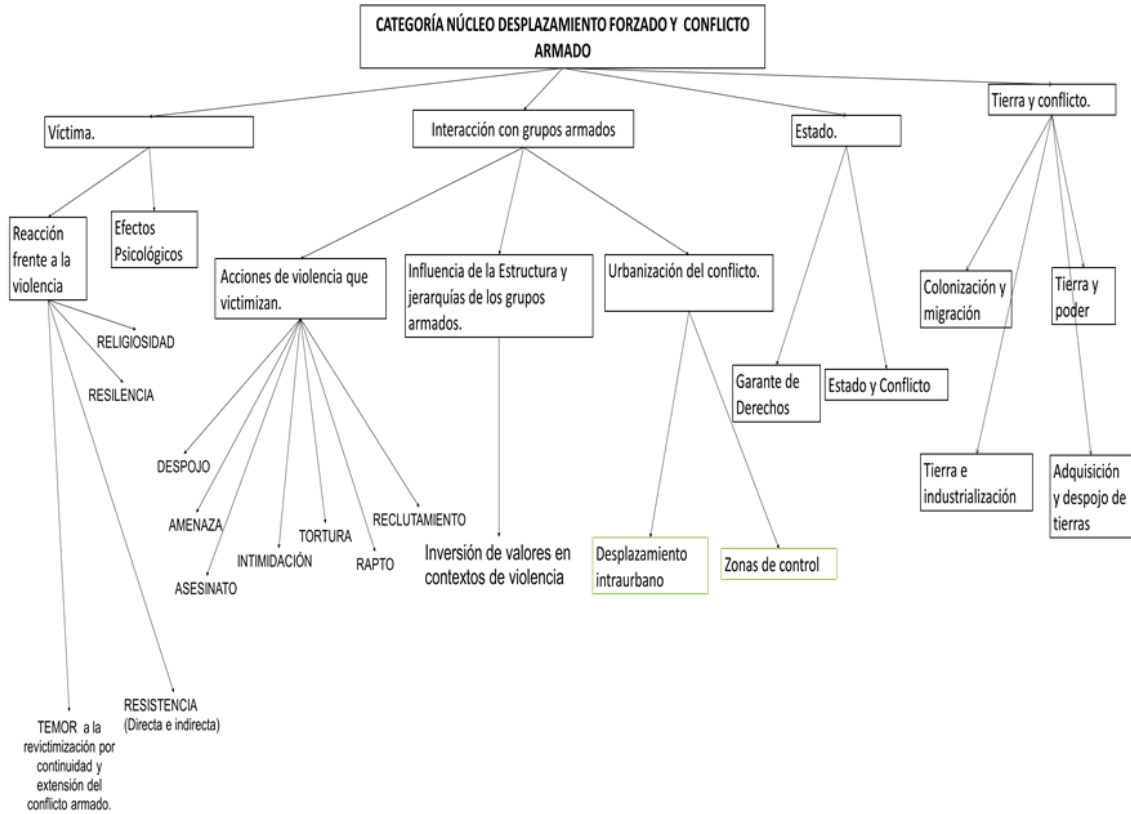 CATEGORÍA NÚCLEO DESPLAZAMIENTO FORZADO Y CONFLICTO
ARMADO
Víctima.
Interacción con grupos armados
Estado.
Tierra y conflicto.
Reacción
frente a la
violencia
Efectos
Psicológicos
Acciones de violencia que
victimizan.
Influencia de la Estructura y
jerarquías de los grupos
armados.
Urbanización del conflicto.
Colonización y
migración
Tierra y
poder
RELIGIOSIDAD
RESILENCIA
Garante de
Derechos
Estado y Conflicto
DESPOJO
AMENAZA
ASESINATO
INTIMIDACIÓN
TORTURA
RAPTO
RECLUTAMIENTO
Inversión de valores en
contextos de violencia
Desplazamiento
intraurbano
Zonas de control
Tierra e
industrialización
Adquisición
y despojo de
tierras
TEMOR a la
revictimización por
continuidad y
extensión del
conflicto armado.
RESISTENCIA
(Directa e indirecta)